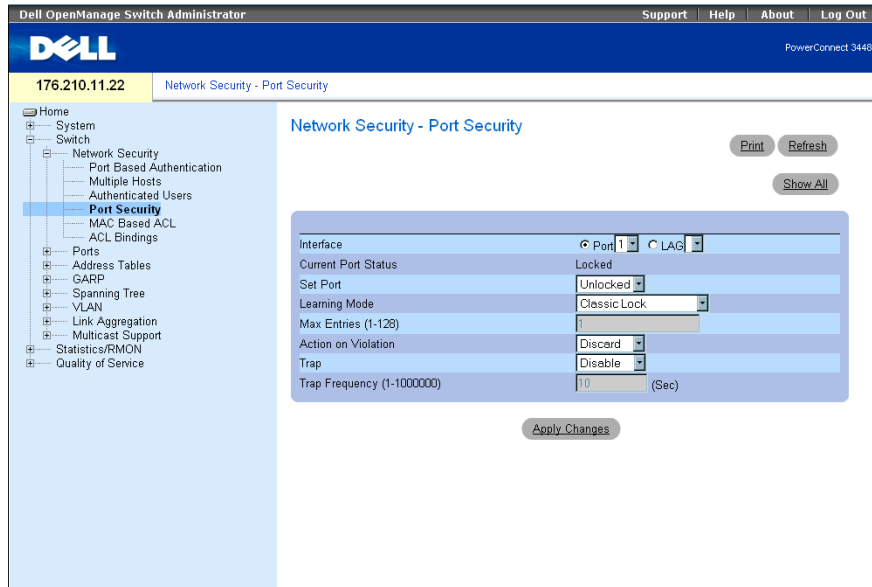 Dell OpenManage Switch Administrator
Support | Help | About | Log Out
DELL
PowerConnect 3448
176.210.11.22
Network Security - Port Security
Home
System
Switch
Network Security
Port Based Authentication
Multiple Hosts
Authenticated Users
Port Security
MAC Based ACL
ACL Bindings
Ports
Address Tables
GARP
Spanning Tree
VLAN
Link Aggregation
Multicast Support
Statistics/RMON
Quality of Service
Network Security - Port Security
Print Refresh
Show All
Interface Port 1 LAG
Current Port Status Locked
Set Port Unlocked
Learning Mode Classic Lock
Max Entries (1-128) 1
Action on Violation Discard
Trap Disable
Trap Frequency (1-1000000) 10 (Sec)
Apply Changes